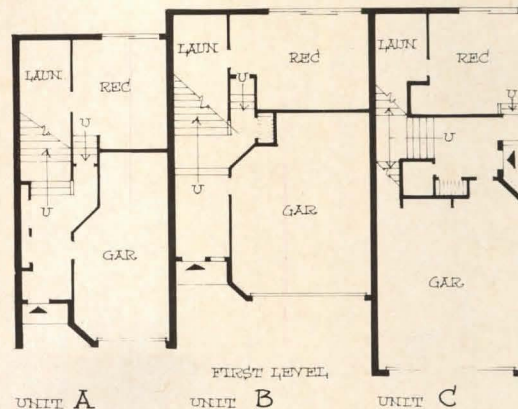 LAUN.
REC
U
U
GAR
LAUN.
REC
U
U
GAR
LAUN.
REC
U
U
GAR
FIRST LEVEL
UNIT A
UNIT B
UNIT C